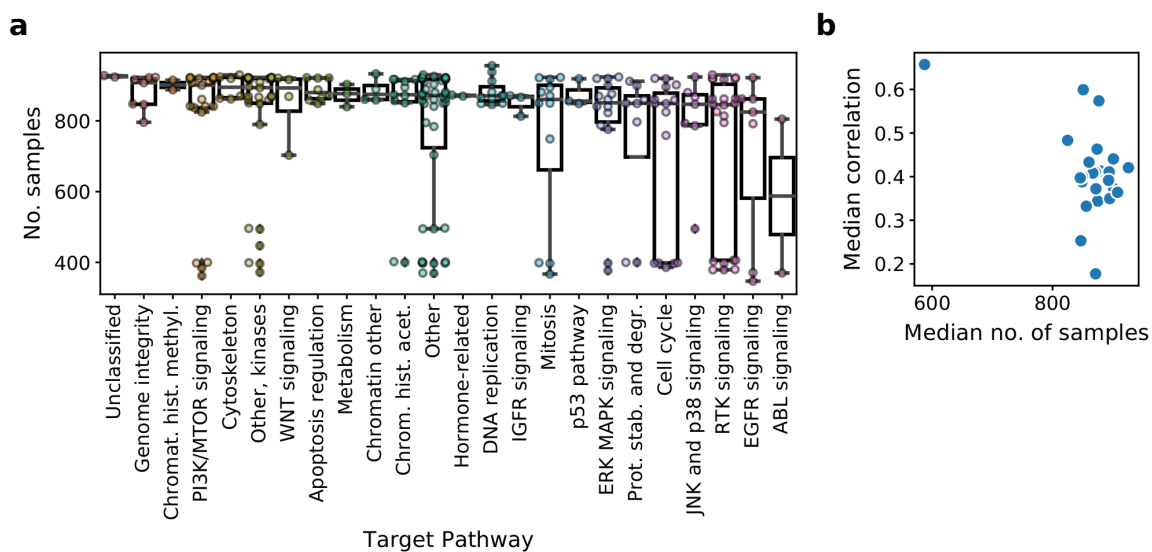 a
No. samples
800
600
400
Unclassified
Genome integrity
Chromat. hist. methyl.
PI3K/MTOR signaling
Cytoskeleton
Other, kinases
WNT signaling
Apoptosis regulation
Metabolism
Chromatin other
Chrom. hist. acet.
Other
Hormone-related
DNA replication
IGFR signaling
Mitosis
p53 pathway
ERK MAPK signaling
Prot. stab. and degr.
Cell cycle
JNK and p38 signaling
RTK signaling
EGFR signaling
ABL signaling
Target Pathway
b
Median correlation
0.6
0.5
0.4
0.3
0.2
600
800
Median no. of samples